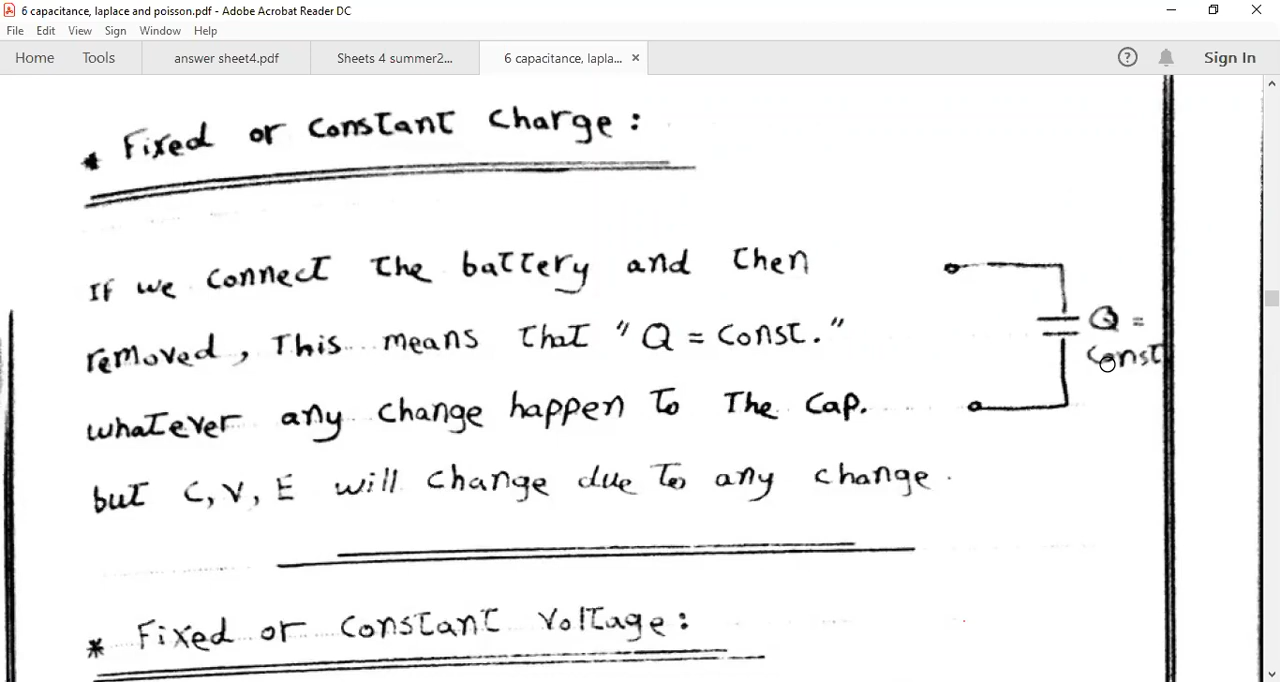 6 capacitance, laplace and poisson.pdf - Adobe Acrobat Reader DC
File Edit View Sign Window Help
Home Tools answer sheet4.pdf Sheets 4 summr2... 6 capacitance, lapla... × ? Sign In
* Fixed or constant charge:
If we connect the battery and then
removed, This means that "Q = const."
Q =
const
whatever any change happen to The cap.
but C, V, E will change due to any change.
* Fixed or constant voltage: